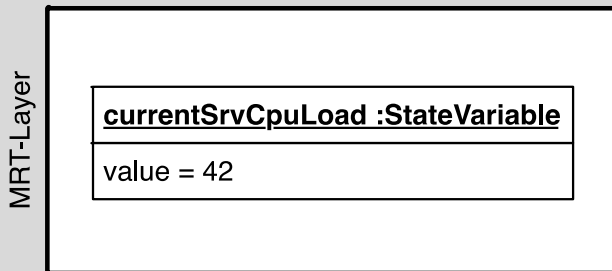 MRT-Layer
currentSrvCpuLoad :StateVariable
value = 42